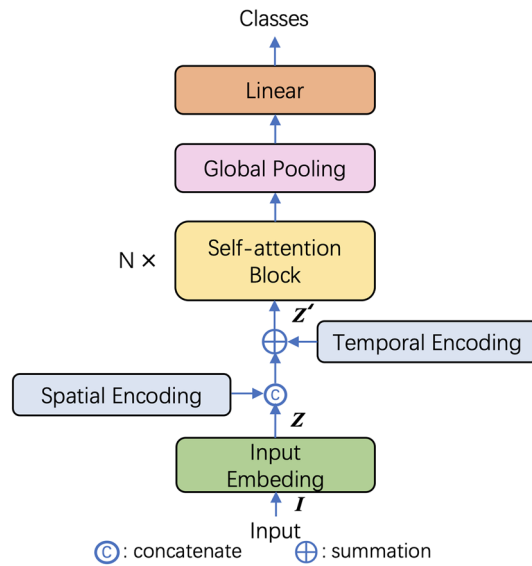 Classes
Linear
Global Pooling
N ×
Self-attention
Block
Z'
Temporal Encoding
Spatial Encoding
C
Z
Input
Embeding
I
Input
C : concatenate
⊕ : summation